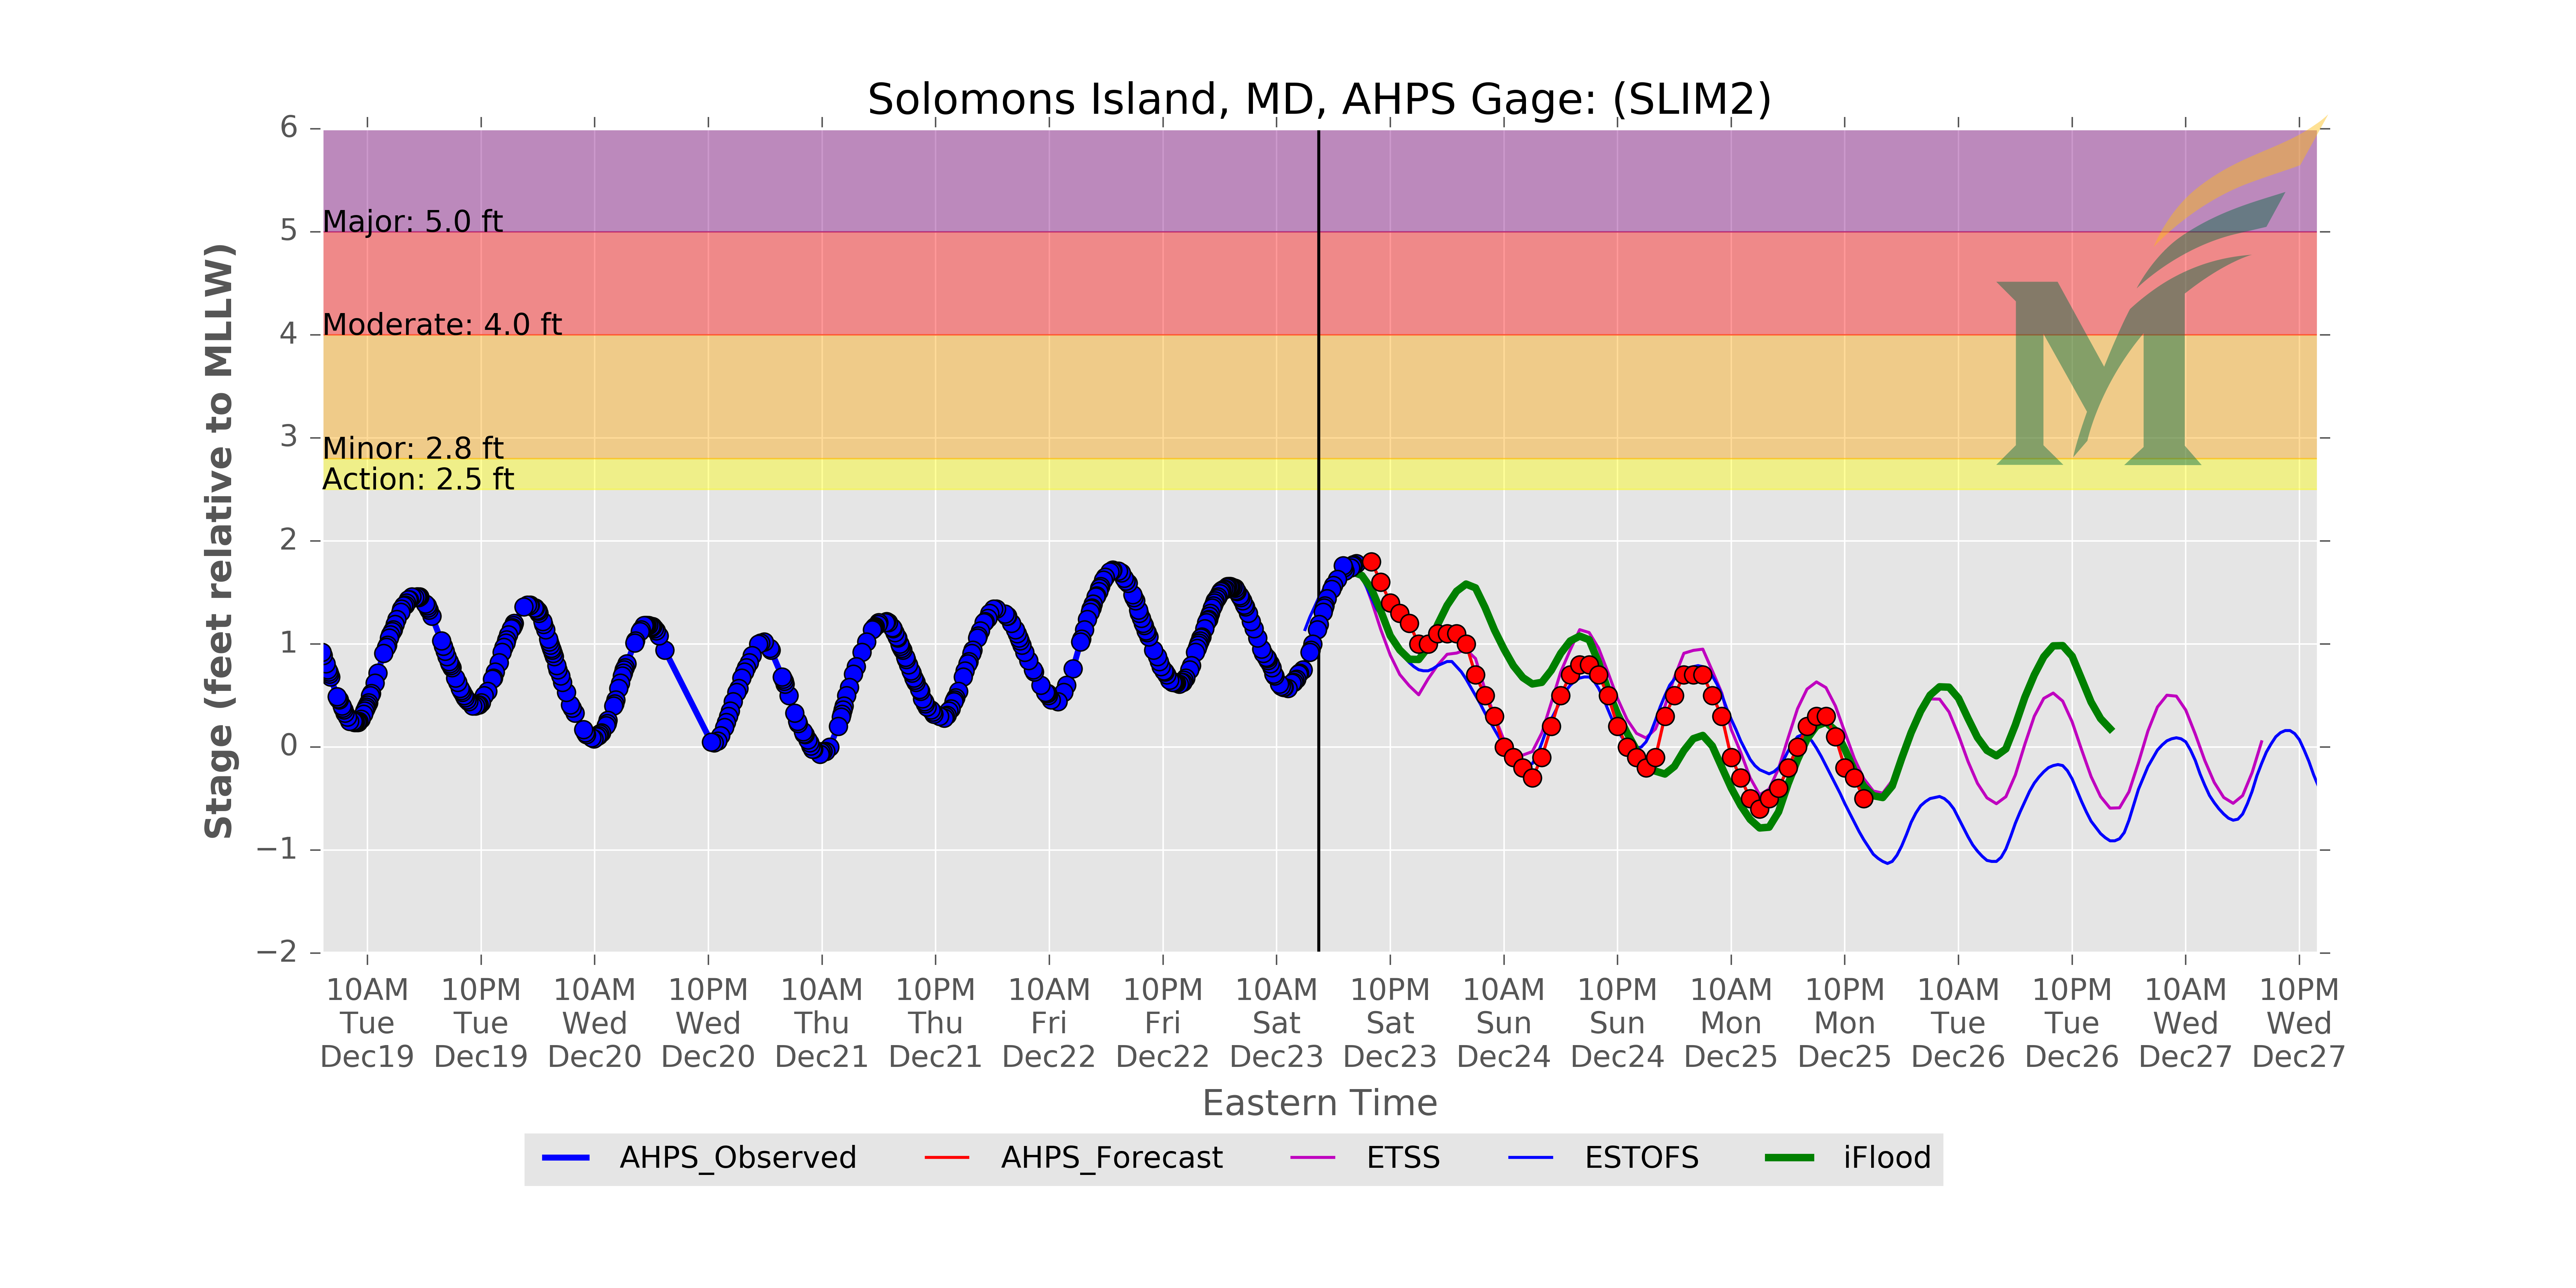 Solomons Island, MD, AHPS Gage: (SLIM2)
6
5
4
3
2
1
0
−1
−2
Stage (feet relative to MLLW)
Major: 5.0 ft
Moderate: 4.0 ft
Minor: 2.8 ft
Action: 2.5 ft
M
10AM 10PM 10AM 10PM 10AM 10PM 10AM 10PM 10AM 10PM 10AM 10PM 10AM 10PM 10AM 10PM 10AM 10PM
Tue Tue Wed Wed Thu Thu Fri Fri Sat Sat Sun Sun Mon Mon Tue Tue Wed Wed
Dec19 Dec19 Dec20 Dec20 Dec21 Dec21 Dec22 Dec22 Dec23 Dec23 Dec24 Dec24 Dec25 Dec25 Dec26 Dec26 Dec27 Dec27
Eastern Time
AHPS_Observed AHPS_Forecast ETSS ESTOFS iFlood